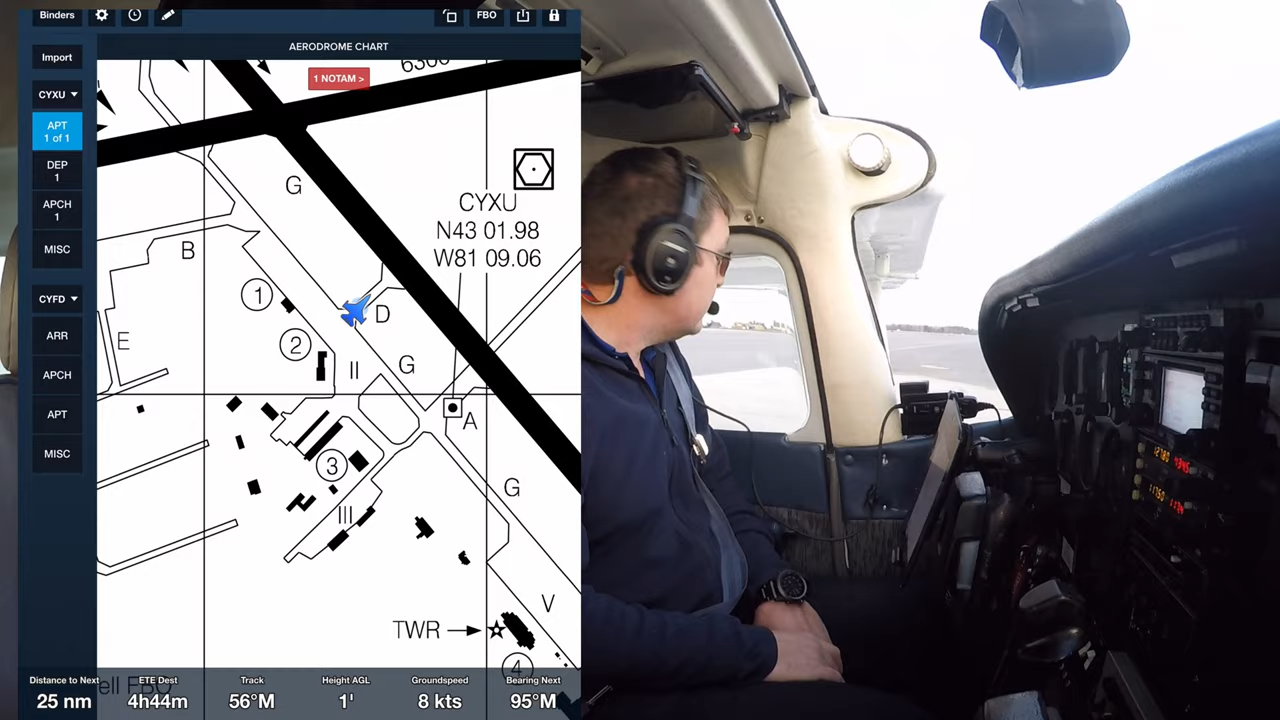 Binders
FBO
AERODROME CHART
Import
1 NOTAM >
6300
CYXU
APT
1 of 1
DEP
1
APCH
1
MISC
CYFD
ARR
APCH
APT
MISC
G
CYXU
N43 01.98
W81 09.06
B
1
D
E
2
II
G
A
3
G
III
V
TWR
4
ell FBO
Distance to Next
25 nm
ETE Dest
4h44m
Track
56°M
Height AGL
1'
Groundspeed
8 kts
Bearing Next
95°M